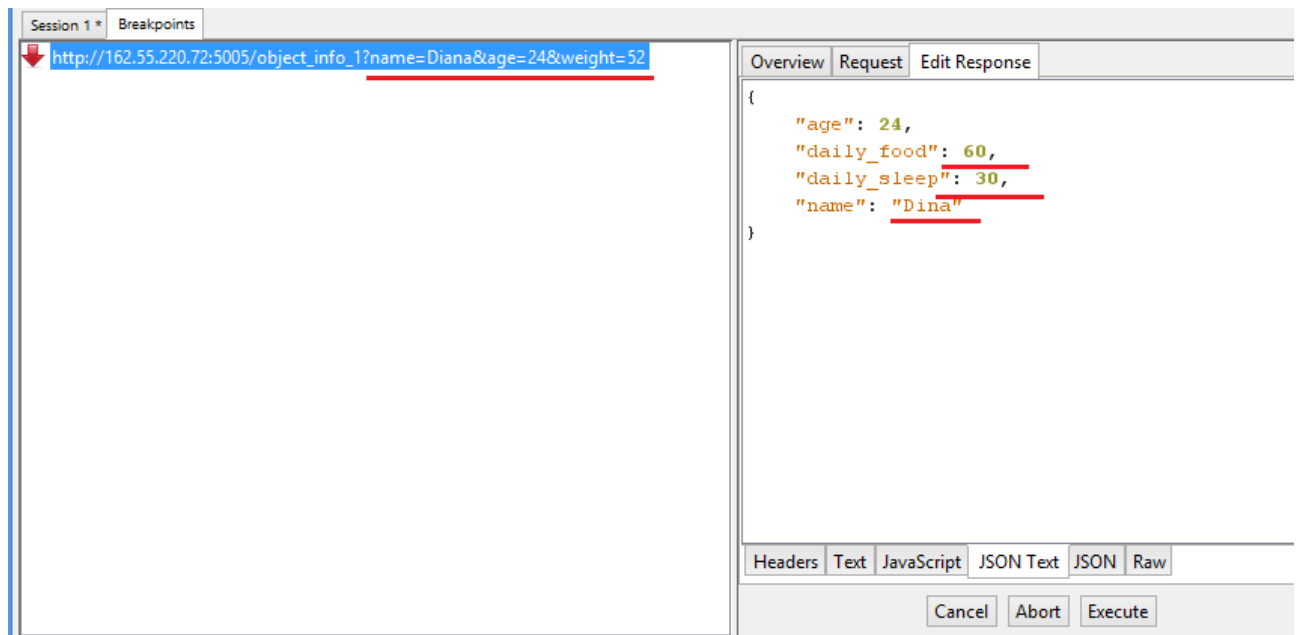 Session 1 * Breakpoints
http://162.55.220.72:5005/object_info_1?name=Diana&age=24&weight=52
Overview Request Edit Response
{
"age": 24,
"daily_food": 60,
"daily_sleep": 30,
"name": "Dina"
}
Headers Text JavaScript JSON Text JSON Raw
Cancel Abort Execute